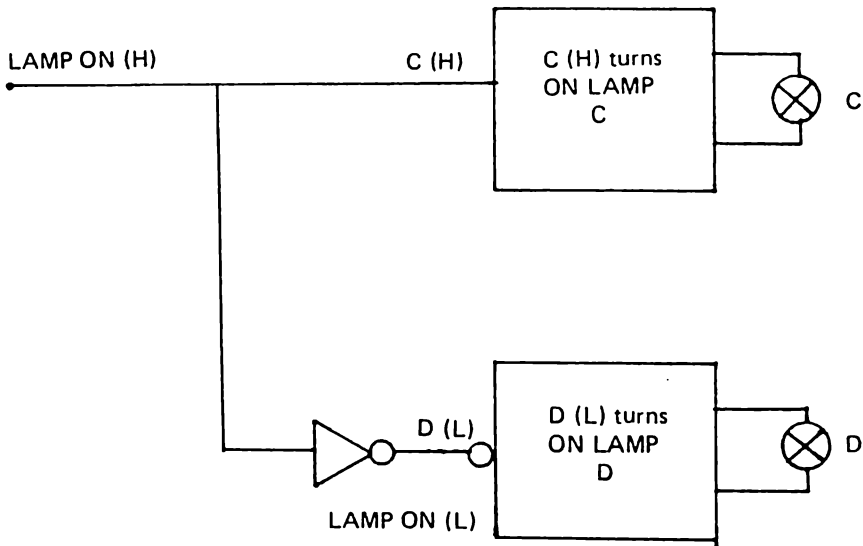 LAMP ON (H)
C (H)
C (H) turns
ON LAMP
C
C
D (L)
D (L) turns
ON LAMP
D
D
LAMP ON (L)